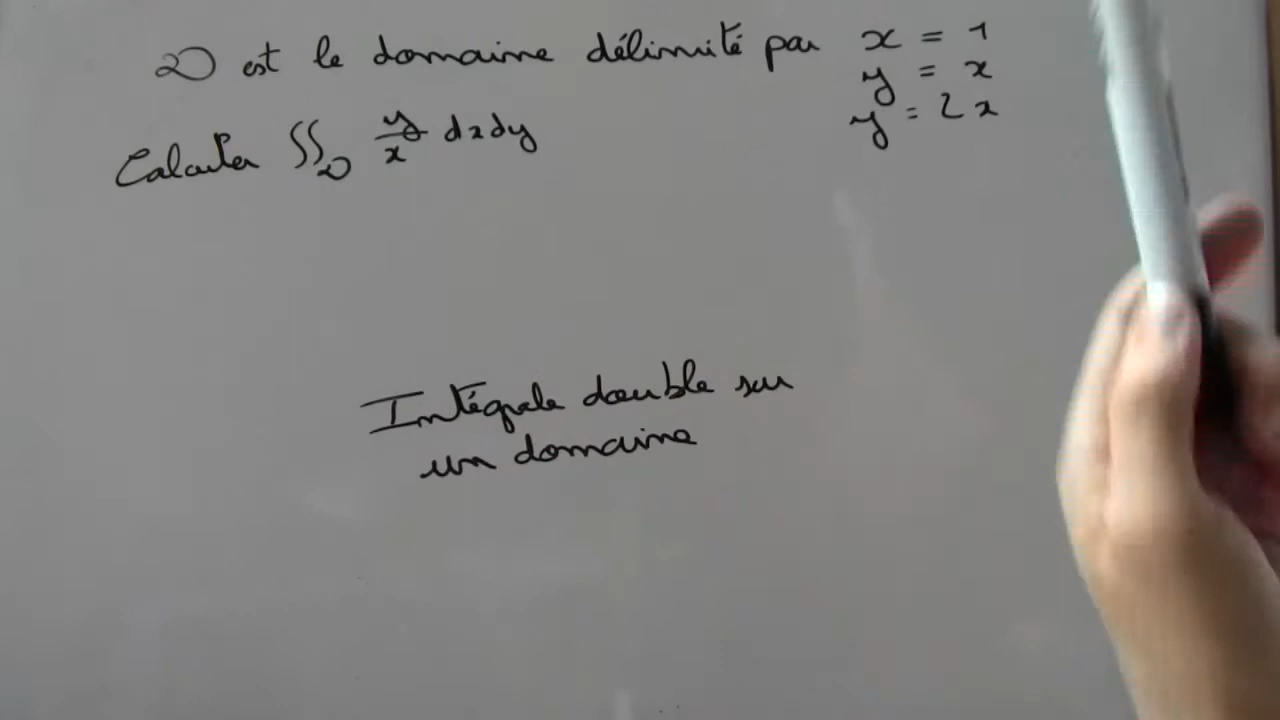 D est le domaine délimité par x = 1
y = x
y = 2x
Calculer ∫∫_D y/x dxdy
Intégrale double sur
un domaine